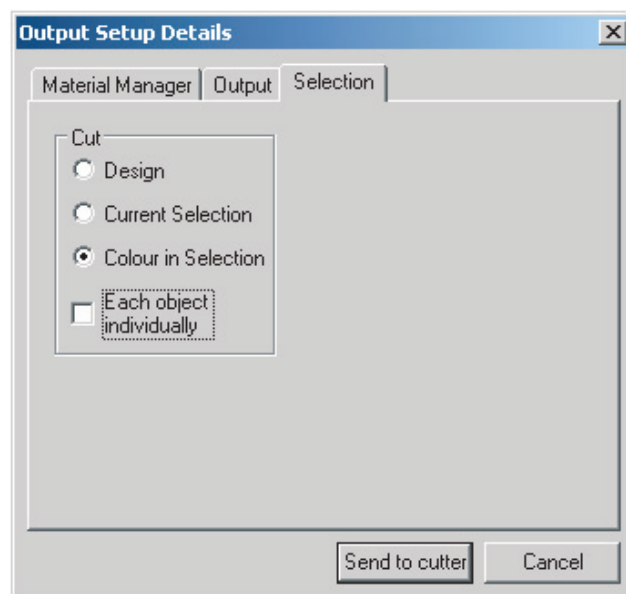 Output Setup Details
Material Manager Output Selection
Cut
Design
Current Selection
Colour in Selection
Each object
individually
Send to cutter Cancel